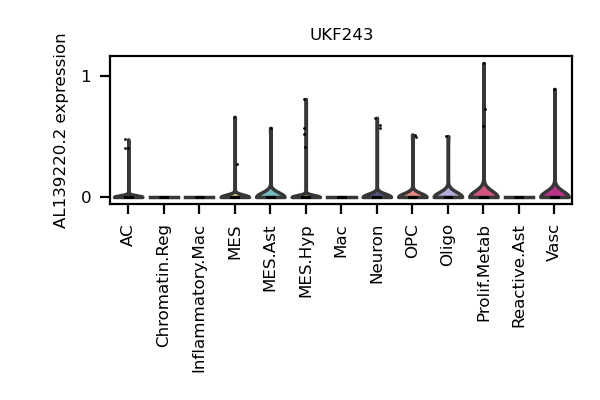 UKF243
AL139220.2 expression
1
0
AC
Chromatin.Reg
Inflammatory.Mac
MES
MES.Ast
MES.Hyp
Mac
Neuron
OPC
Oligo
Prolif.Metab
Reactive.Ast
Vasc